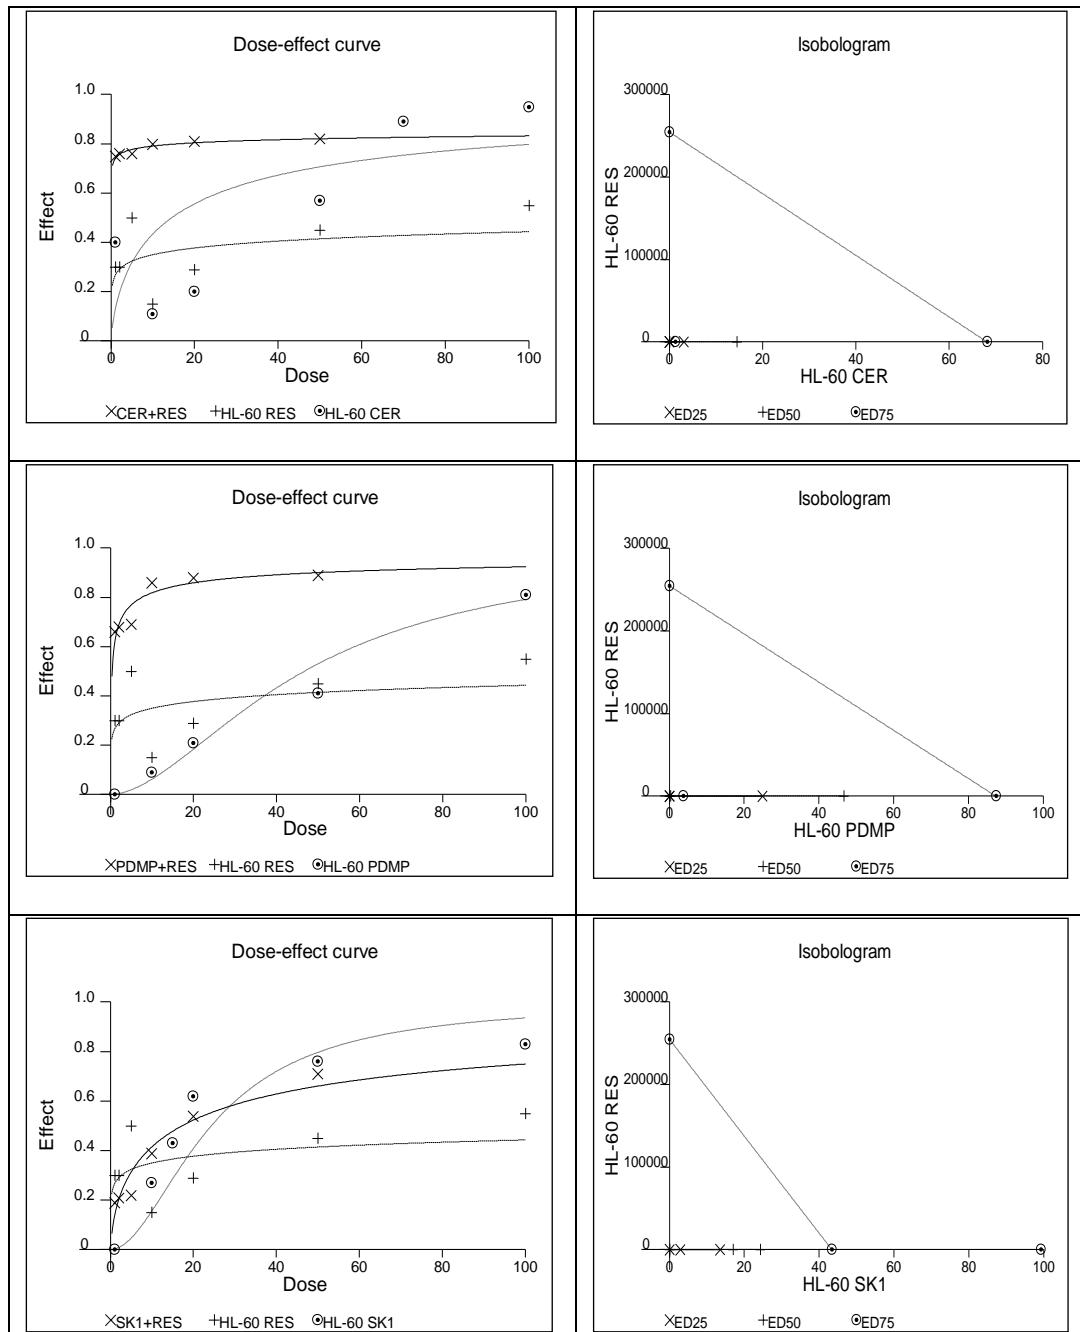 Dose-effect curve
1.0
0.8
0.6
0.4
0.2
0
Effect
0 20 40 60 80 100
Dose
×CER+RES +HL-60 RES ⊙HL-60 CER
Isobologram
300000
200000
100000
0
HL-60 RES
0 20 40 60 80
HL-60 CER
×ED25 +ED50 ⊙ED75
Dose-effect curve
1.0
0.8
0.6
0.4
0.2
0
Effect
0 20 40 60 80 100
Dose
×PDMP+RES +HL-60 RES ⊙HL-60 PDMP
Isobologram
300000
200000
100000
0
HL-60 RES
0 20 40 60 80 100
HL-60 PDMP
×ED25 +ED50 ⊙ED75
Dose-effect curve
1.0
0.8
0.6
0.4
0.2
0
Effect
0 20 40 60 80 100
Dose
×SK1+RES +HL-60 RES ⊙HL-60 SK1
Isobologram
300000
200000
100000
0
HL-60 RES
0 20 40 60 80 100
HL-60 SK1
×ED25 +ED50 ⊙ED75